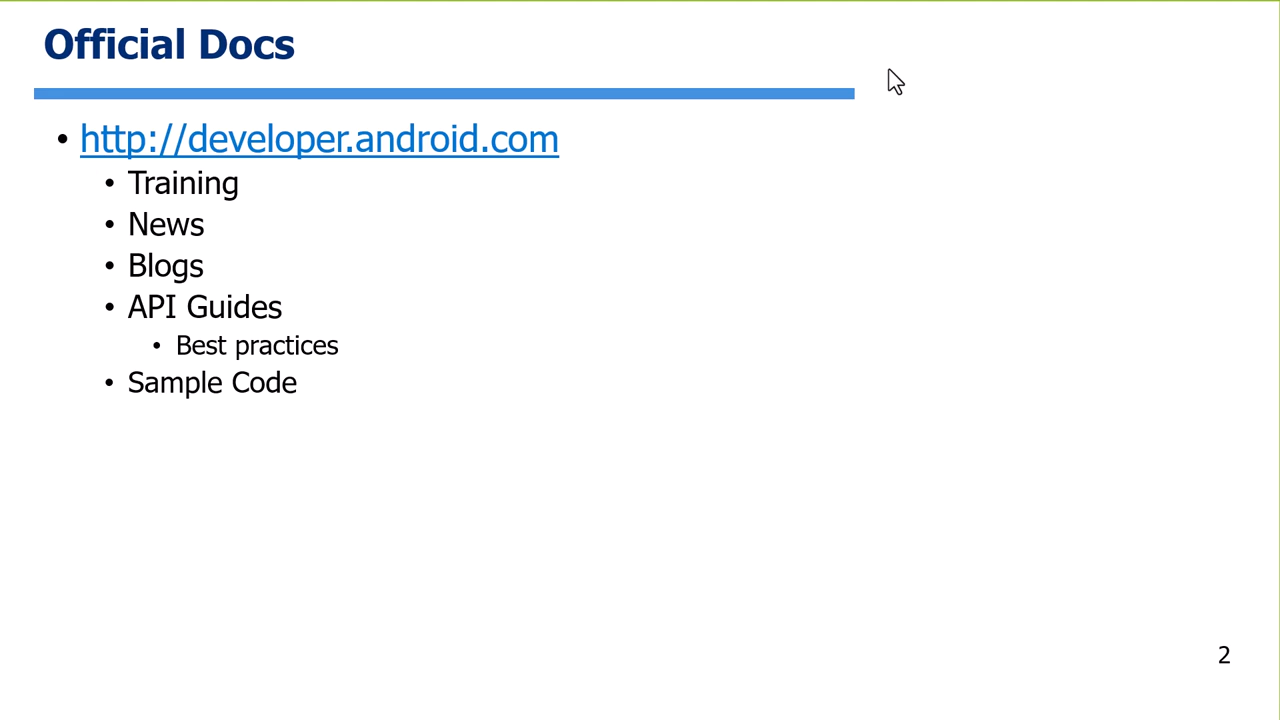 Official Docs
• http://developer.android.com
• Training
• News
• Blogs
• API Guides
• Best practices
• Sample Code
2